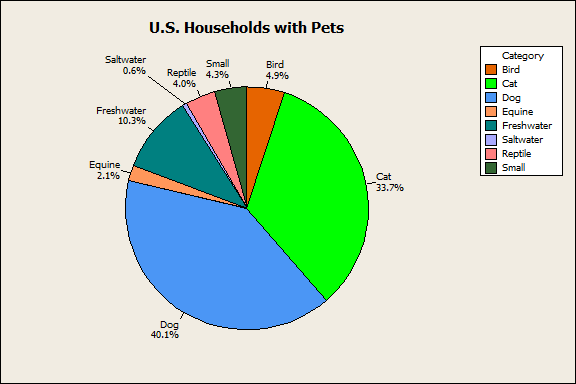 U.S. Households with Pets
Saltwater
0.6%
Reptile
4.0%
Small
4.3%
Bird
4.9%
Freshwater
10.3%
Equine
2.1%
Cat
33.7%
Dog
40.1%
Category
Bird
Cat
Dog
Equine
Freshwater
Saltwater
Reptile
Small